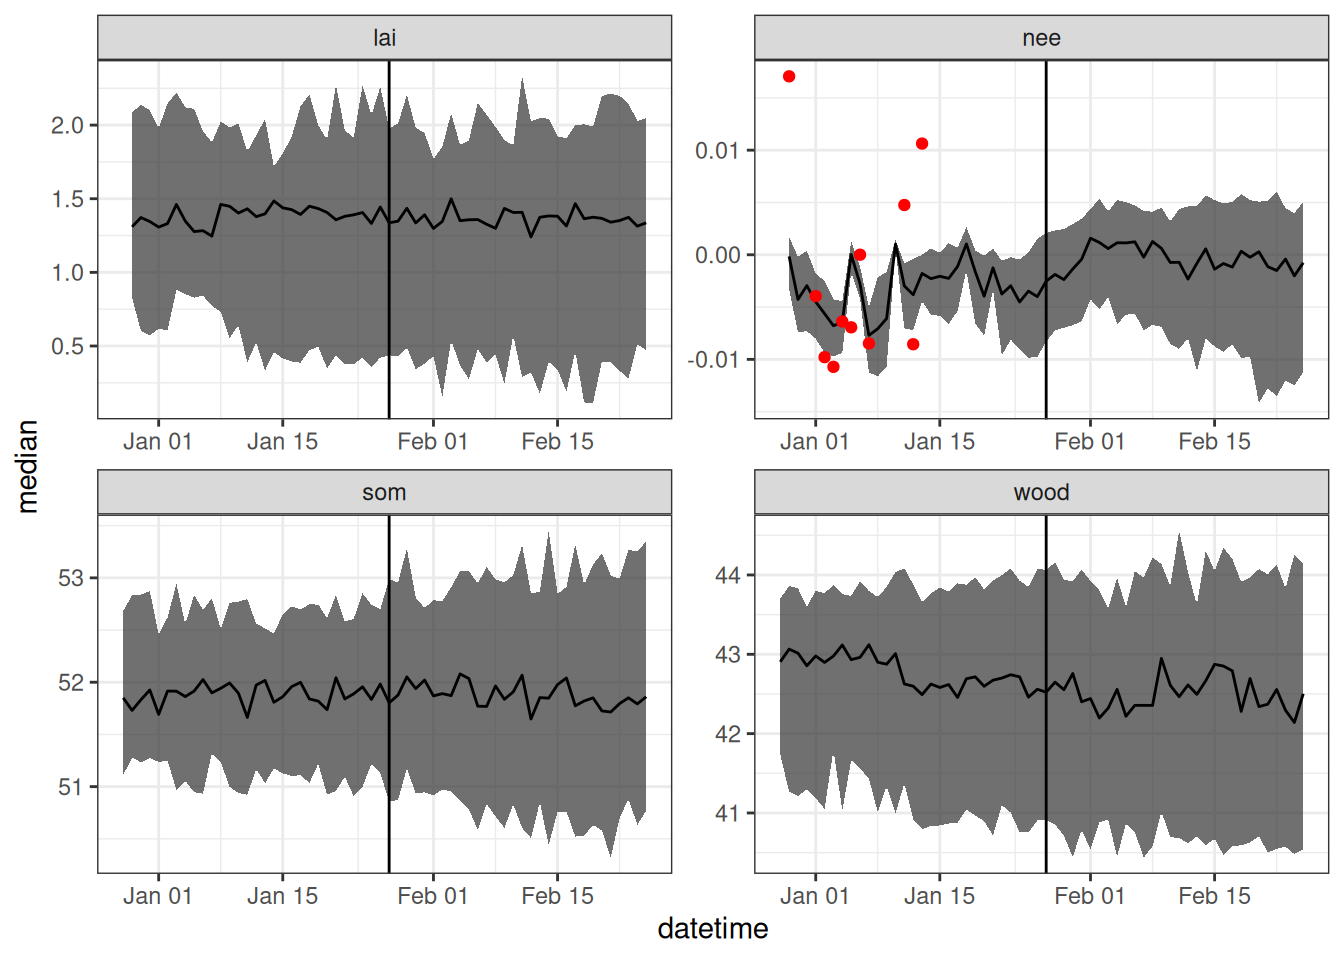 lai
nee
2.0
1.5
1.0
0.5
0.01
0.00
-0.01
Jan 01 Jan 15 Feb 01 Feb 15
Jan 01 Jan 15 Feb 01 Feb 15
median
som
wood
53
52
51
44
43
42
41
Jan 01 Jan 15 Feb 01 Feb 15
Jan 01 Jan 15 Feb 01 Feb 15
datetime